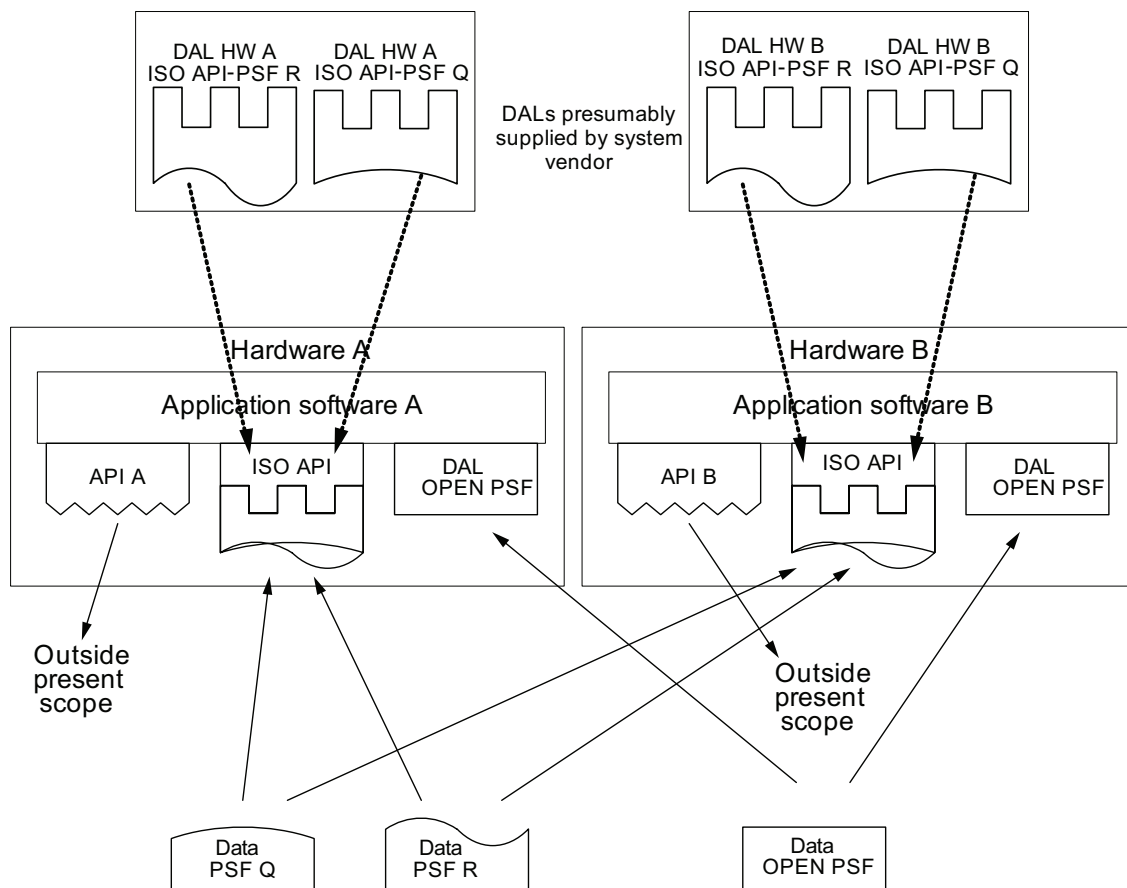 DAL HW A
ISO API-PSF R
DAL HW A
ISO API-PSF Q
DALs presumably
supplied by system
vendor
DAL HW B
ISO API-PSF R
DAL HW B
ISO API-PSF Q
Hardware A
Application software A
API A
ISO API
DAL
OPEN PSF
Hardware B
Application software B
API B
ISO API
DAL
OPEN PSF
Outside
present
scope
Outside
present
scope
Data
PSF Q
Data
PSF R
Data
OPEN PSF